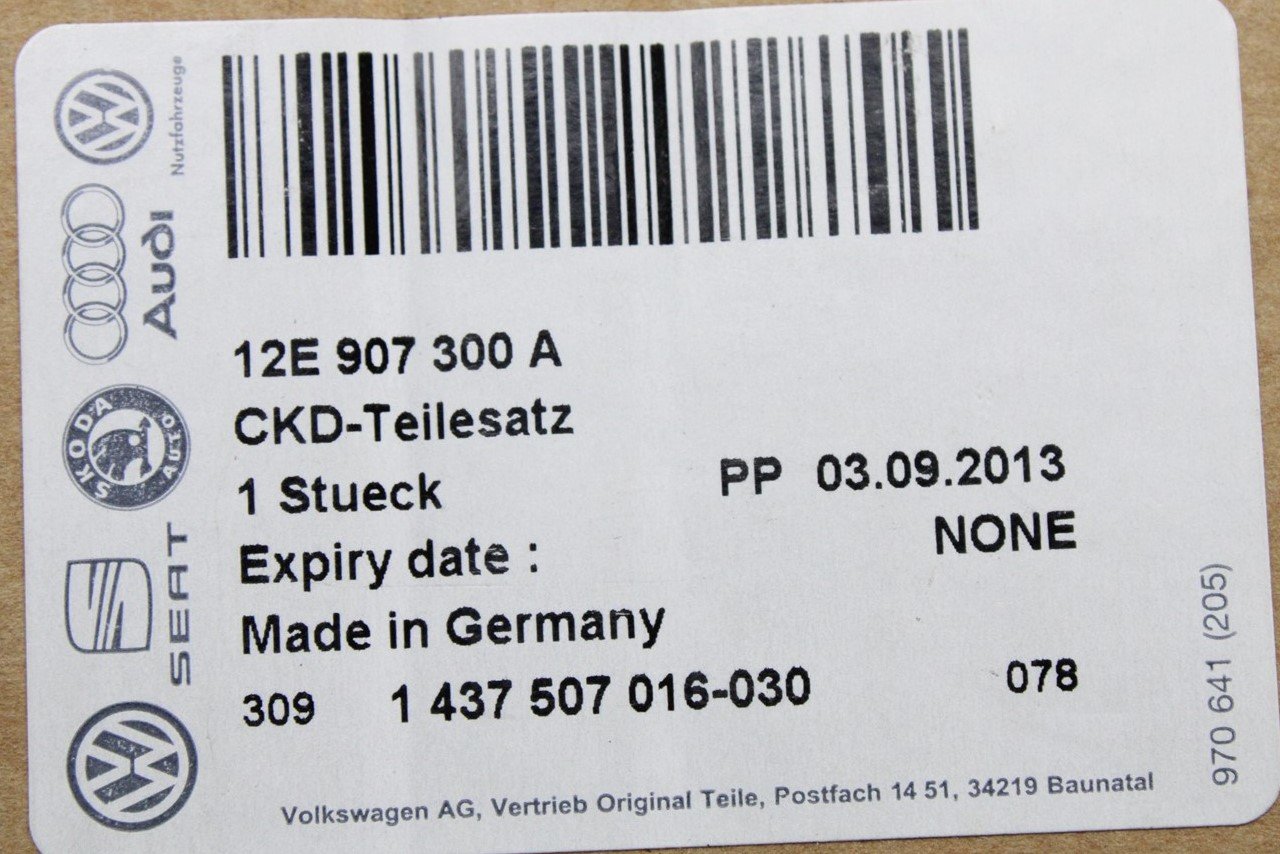 Nutzfahrzeuge
Audi
SKODA
AUTO
SEAT
12E 907 300 A
CKD-Teilesatz
1 Stueck PP 03.09.2013
Expiry date : NONE
Made in Germany
309 1 437 507 016-030 078
Volkswagen AG, Vertrieb Original Teile, Postfach 14 51, 34219 Baunatal
970 641 (205)